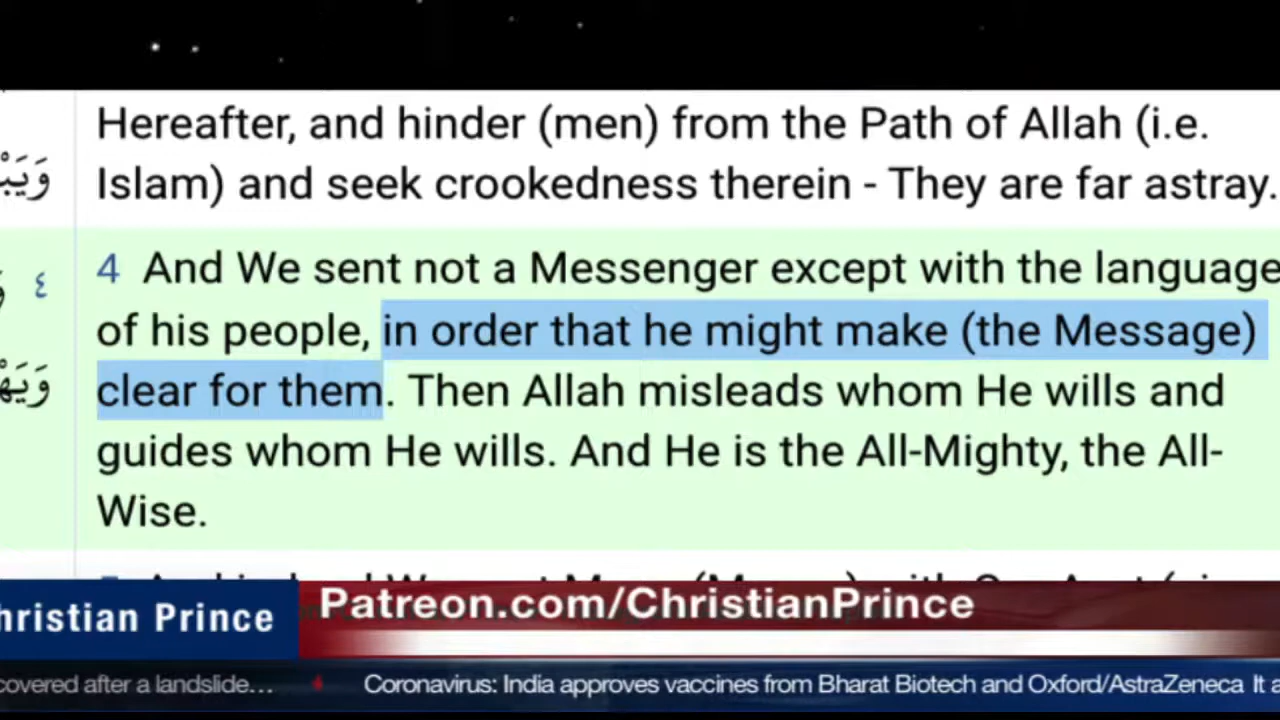 Hereafter, and hinder (men) from the Path of Allah (i.e.
Islam) and seek crookedness therein - They are far astray.
4 And We sent not a Messenger except with the language
٤
of his people, in order that he might make (the Message)
clear for them. Then Allah misleads whom He wills and
guides whom He wills. And He is the All-Mighty, the All-
Wise.
hristian Prince
Patreon.com/ChristianPrince
covered after a landslide... Coronavirus: India approves vaccines from Bharat Biotech and Oxford/AstraZeneca It a